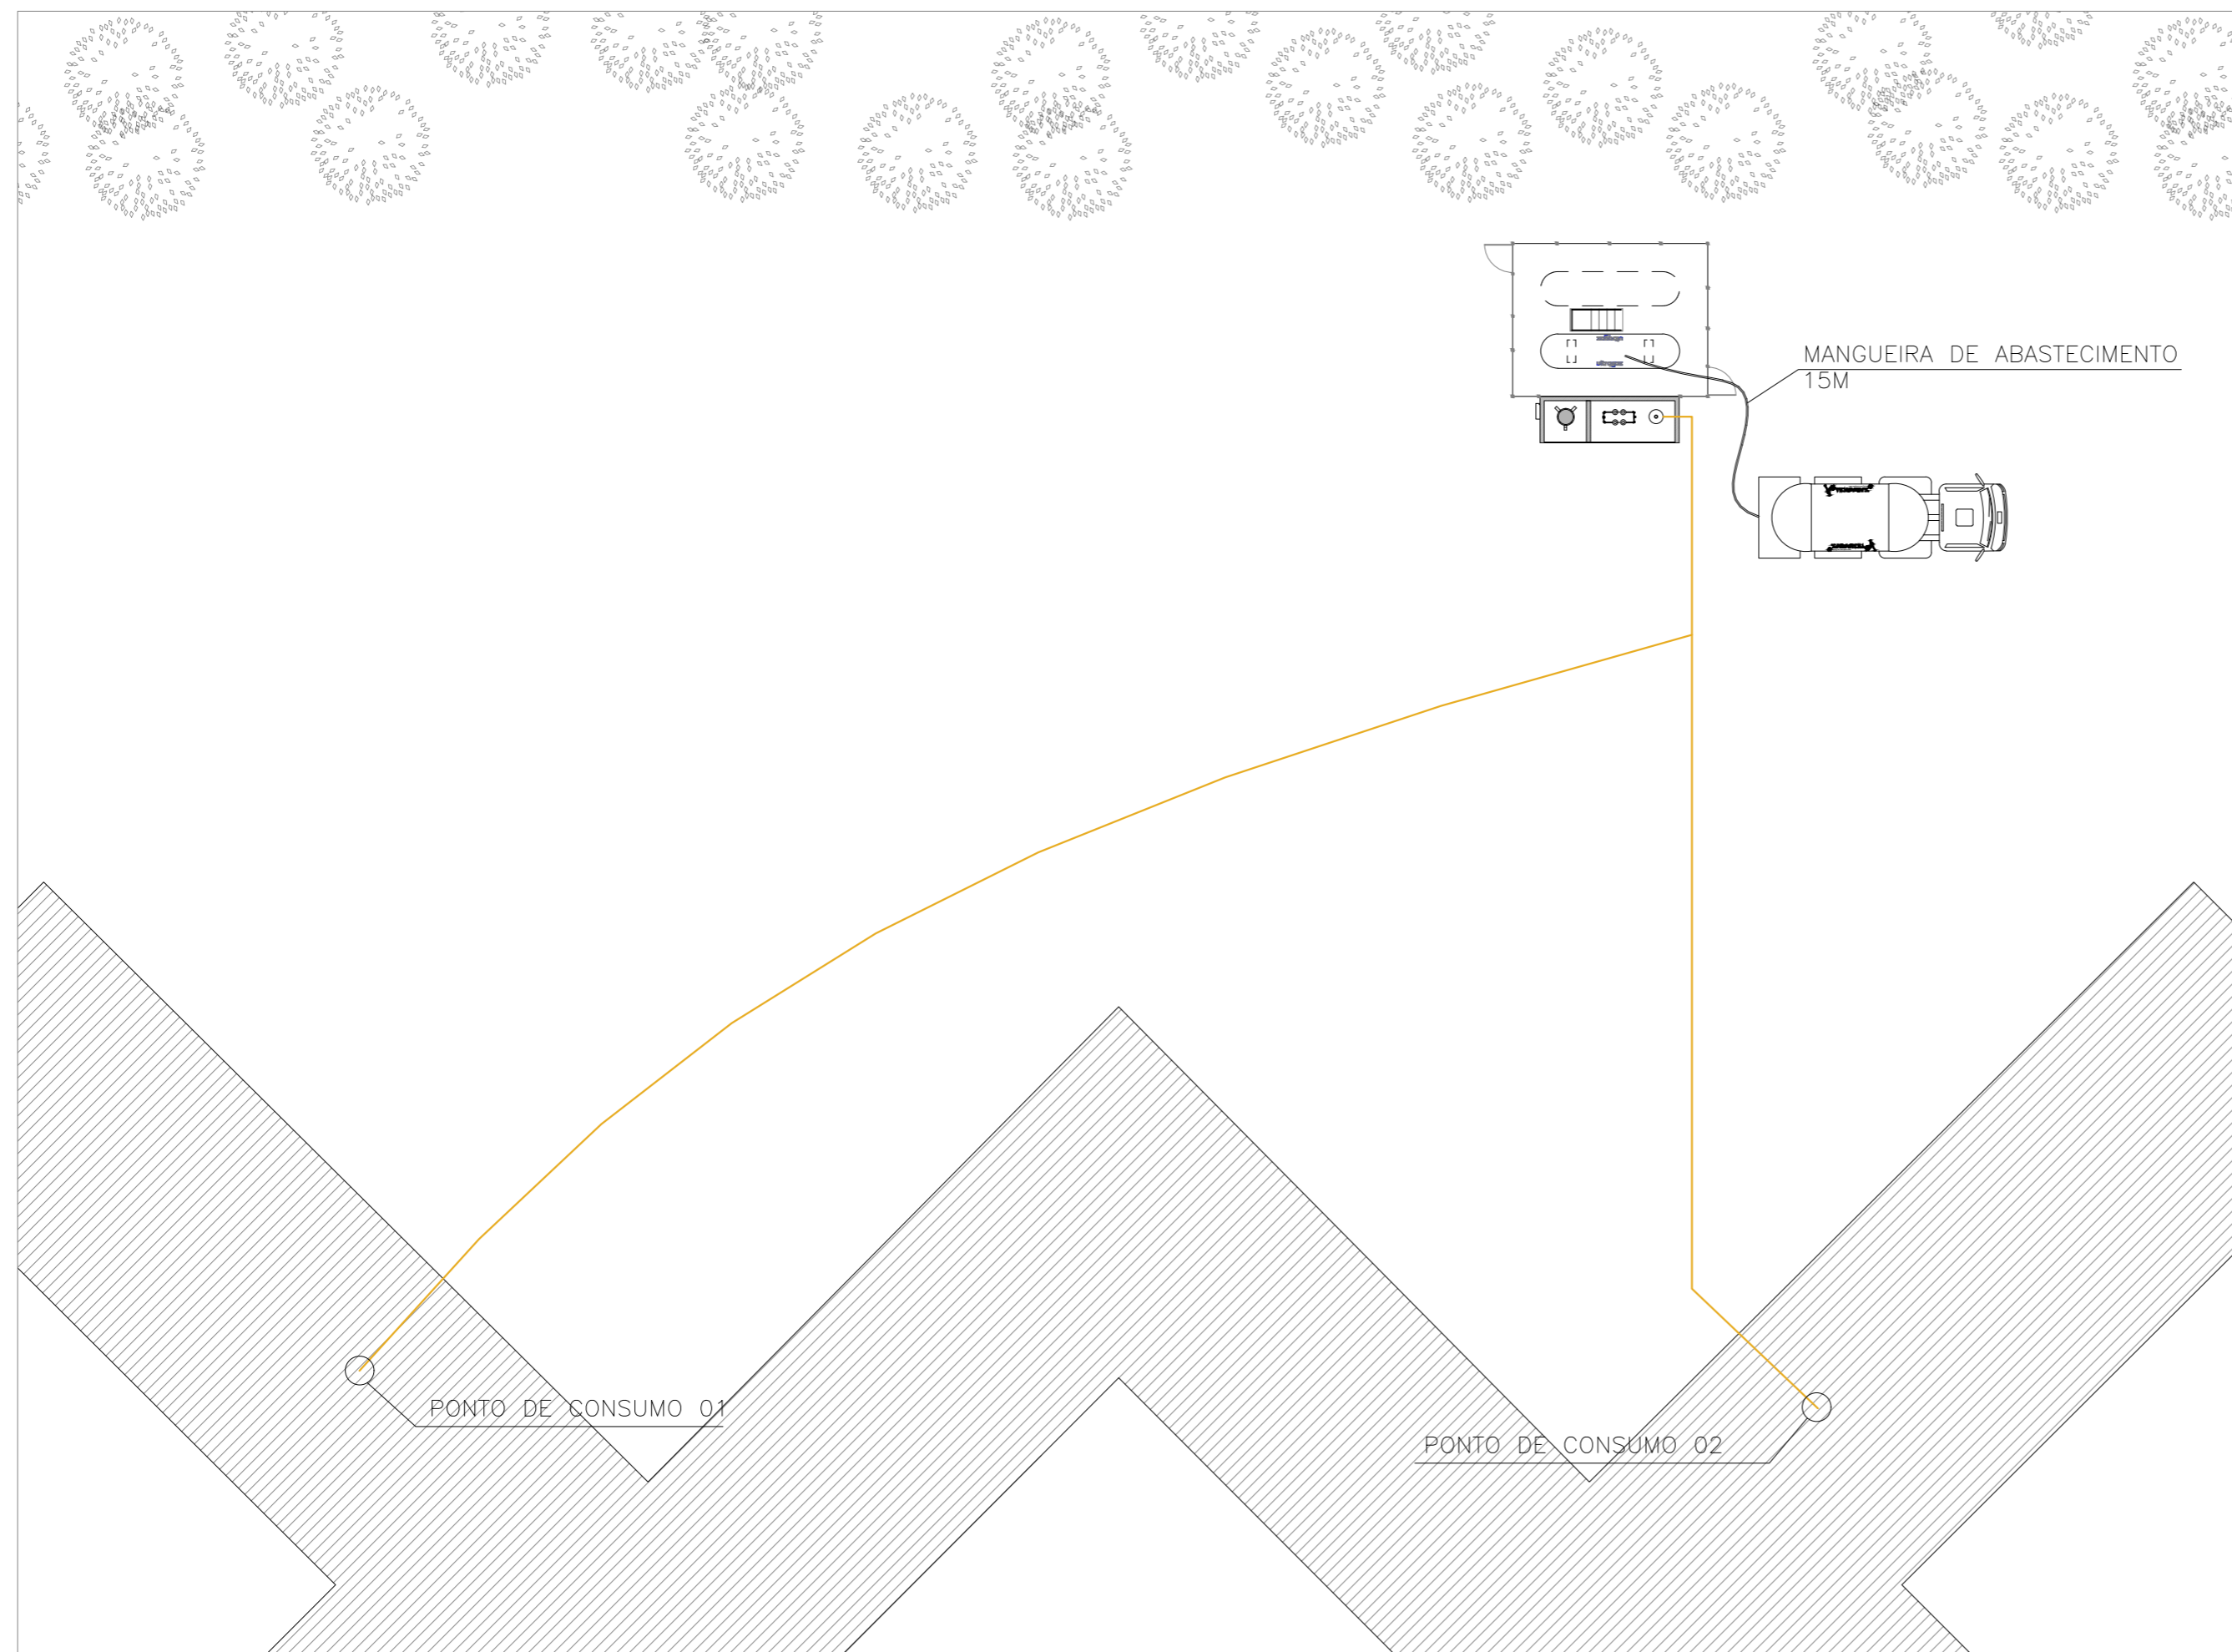 MANGUEIRA DE ABASTECIMENTO
15M
PONTO DE CONSUMO 01
PONTO DE CONSUMO 02